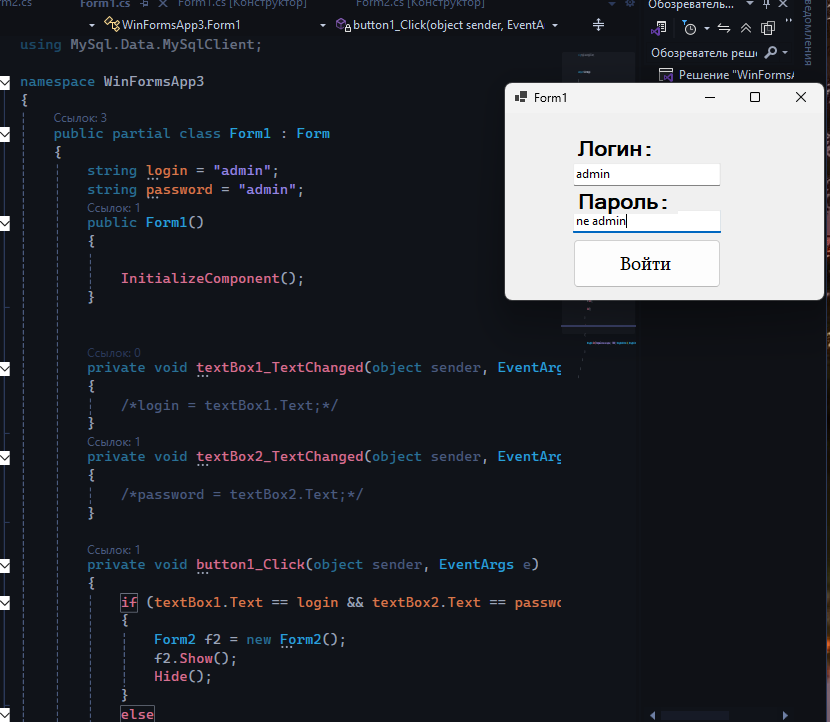 m2.cs Form1.cs Form1.cs [Конструктор] Form2.cs [Конструктор]
WinFormsApp3.Form1 button1_Click(object sender, EventA
using MySql.Data.MySqlClient;
namespace WinFormsApp3
{
Ссылок: 3
public partial class Form1 : Form
{
string login = "admin";
string password = "admin";
Ссылок: 1
public Form1()
{
InitializeComponent();
}
Ссылок: 0
private void textBox1_TextChanged(object sender, EventArg
{
/*login = textBox1.Text;*/
}
Ссылок: 1
private void textBox2_TextChanged(object sender, EventArg
{
/*password = textBox2.Text;*/
}
Ссылок: 1
private void button1_Click(object sender, EventArgs e)
{
if (textBox1.Text == login && textBox2.Text == passwo
{
Form2 f2 = new Form2();
f2.Show();
Hide();
}
else
Обозреватель...
Обозреватель реше
Решение "WinFormsA
ведомления
Form1
Логин:
admin
Пароль:
ne admin
Войти